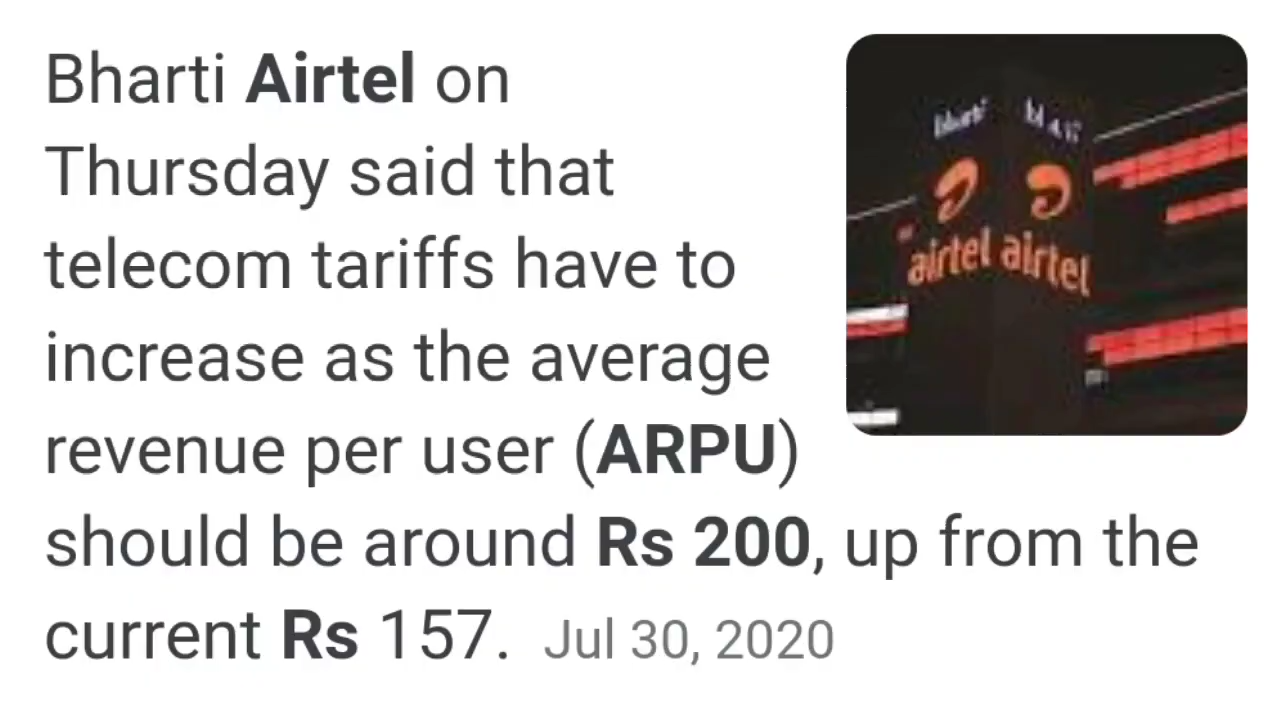 Bharti Airtel on
Thursday said that
telecom tariffs have to
increase as the average
revenue per user (ARPU)
should be around Rs 200, up from the
current Rs 157. Jul 30, 2020
bharti
airtel airtel